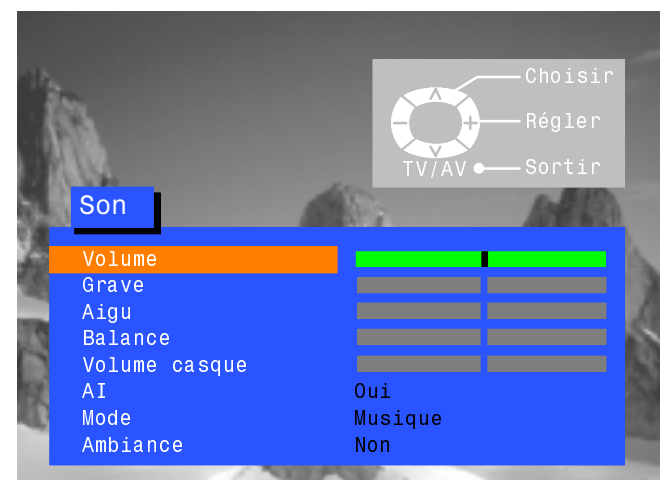 Choisir
Régler
TV/AV Sortir
Son
Volume
Grave
Aigu
Balance
Volume casque
AI Oui
Mode Musique
Ambiance Non